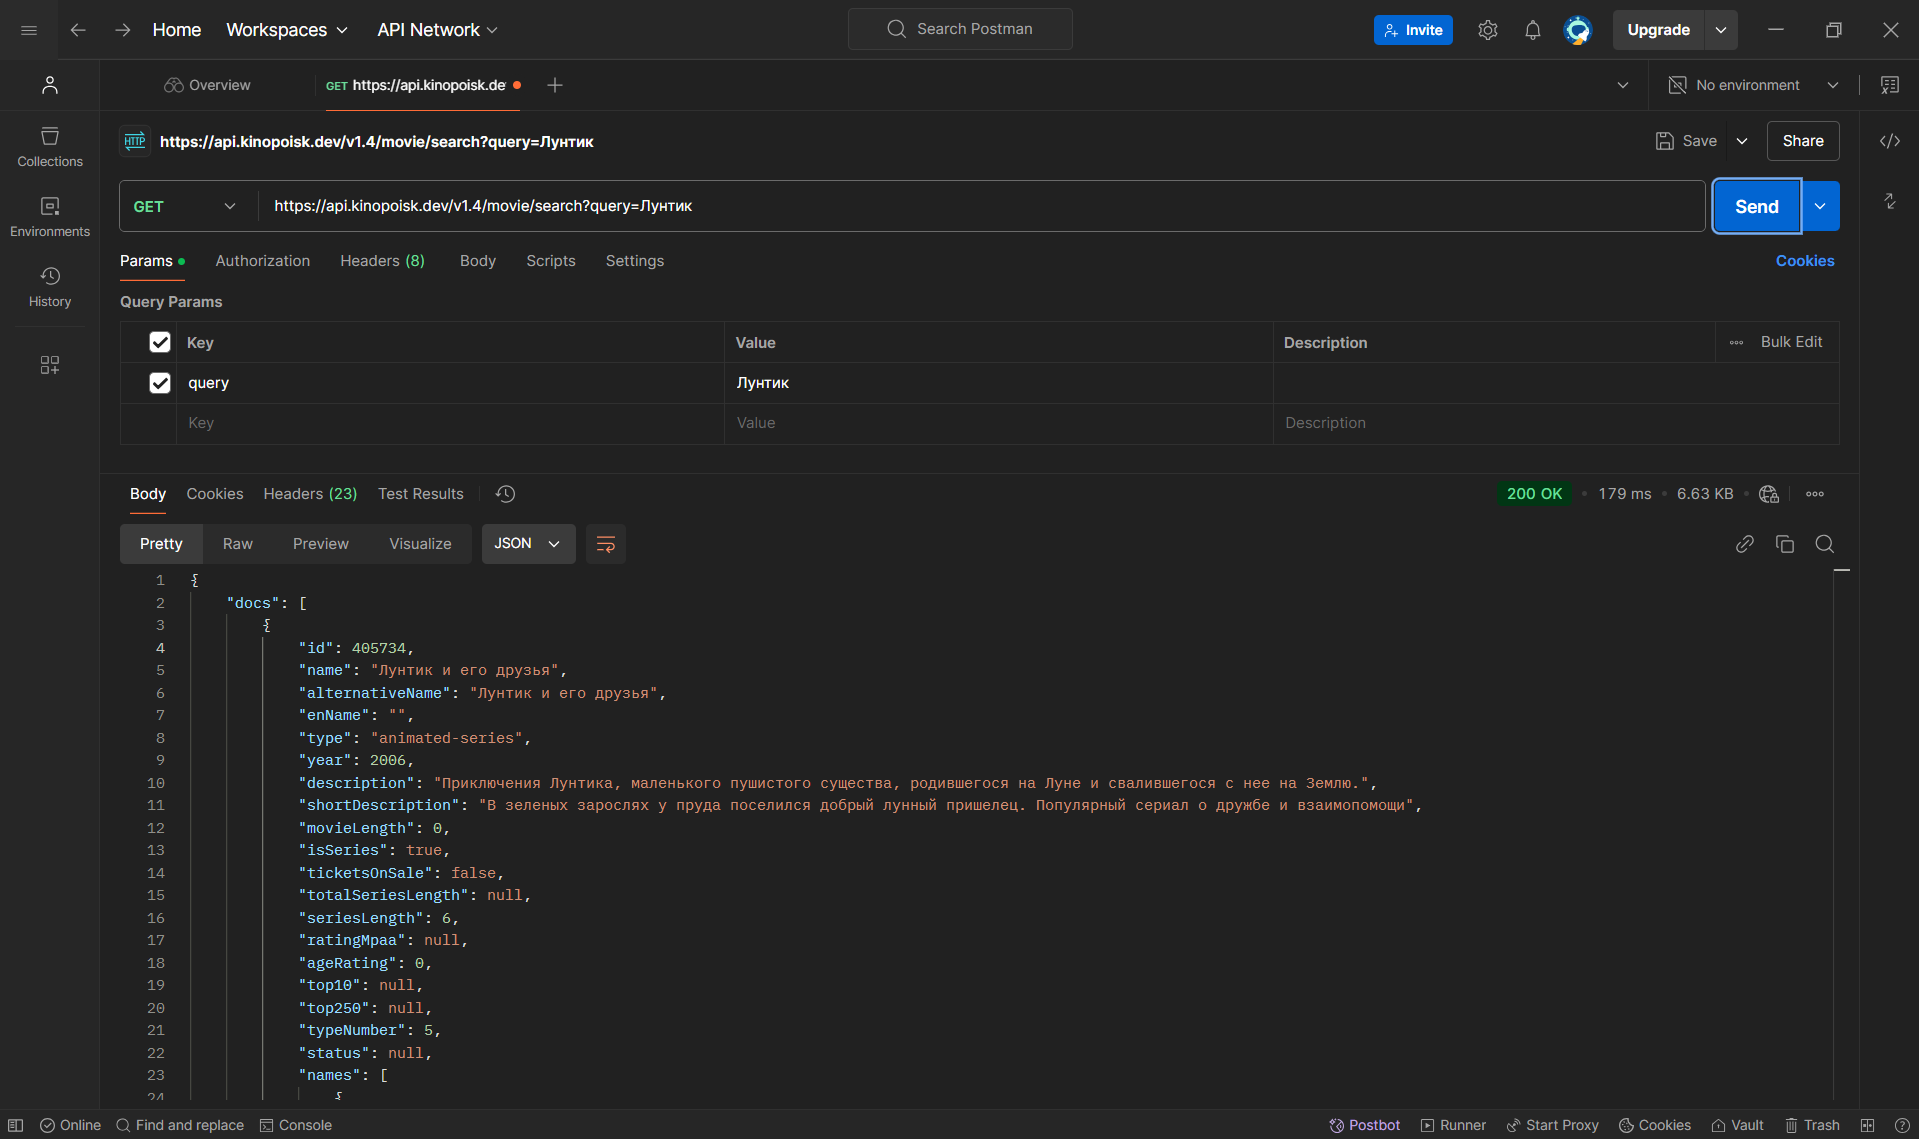 Home Workspaces API Network Search Postman Invite Upgrade
Overview GET https://api.kinopoisk.de No environment
HTTP https://api.kinopoisk.dev/v1.4/movie/search?query=Лунтик Save Share
Collections
GET https://api.kinopoisk.dev/v1.4/movie/search?query=Лунтик Send
Environments
Params Authorization Headers (8) Body Scripts Settings Cookies
History
Query Params
Key Value Description Bulk Edit
query Лунтик
Key Value Description
Body Cookies Headers (23) Test Results 200 OK 179 ms 6.63 KB
Pretty Raw Preview Visualize JSON
1 {
2 "docs": [
3 {
4 "id": 405734,
5 "name": "Лунтик и его друзья",
6 "alternativeName": "Лунтик и его друзья",
7 "enName": "",
8 "type": "animated-series",
9 "year": 2006,
10 "description": "Приключения Лунтика, маленького пушистого существа, родившегося на Луне и свалившегося с нее на Землю.",
11 "shortDescription": "В зеленых зарослях у пруда поселился добрый лунный пришелец. Популярный сериал о дружбе и взаимопомощи",
12 "movieLength": 0,
13 "isSeries": true,
14 "ticketsOnSale": false,
15 "totalSeriesLength": null,
16 "seriesLength": 6,
17 "ratingMpaa": null,
18 "ageRating": 0,
19 "top10": null,
20 "top250": null,
21 "typeNumber": 5,
22 "status": null,
23 "names": [
24 {
Online Find and replace Console Postbot Runner Start Proxy Cookies Vault Trash